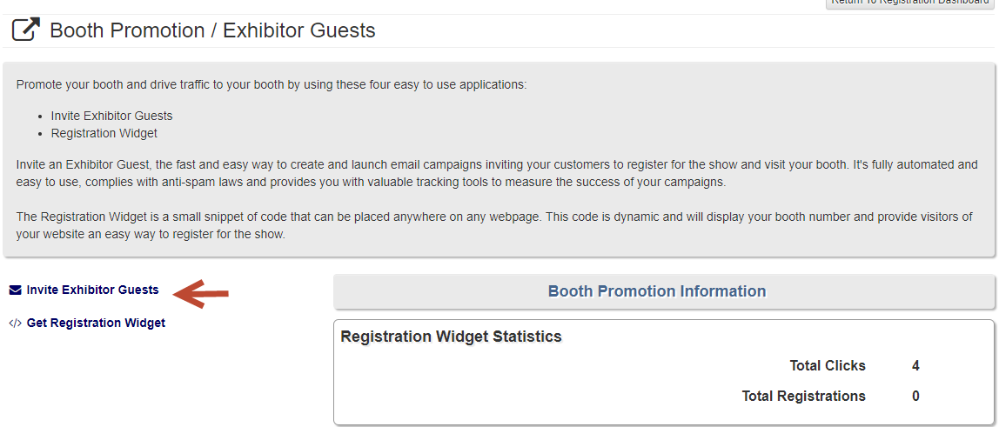 Return To Registration Dashboard
Booth Promotion / Exhibitor Guests
Promote your booth and drive traffic to your booth by using these four easy to use applications:
• Invite Exhibitor Guests
• Registration Widget
Invite an Exhibitor Guest, the fast and easy way to create and launch email campaigns inviting your customers to register for the show and visit your booth. It's fully automated and
easy to use, complies with anti-spam laws and provides you with valuable tracking tools to measure the success of your campaigns.
The Registration Widget is a small snippet of code that can be placed anywhere on any webpage. This code is dynamic and will display your booth number and provide visitors of
your website an easy way to register for the show.
Invite Exhibitor Guests
</> Get Registration Widget
Booth Promotion Information
Registration Widget Statistics
Total Clicks 4
Total Registrations 0